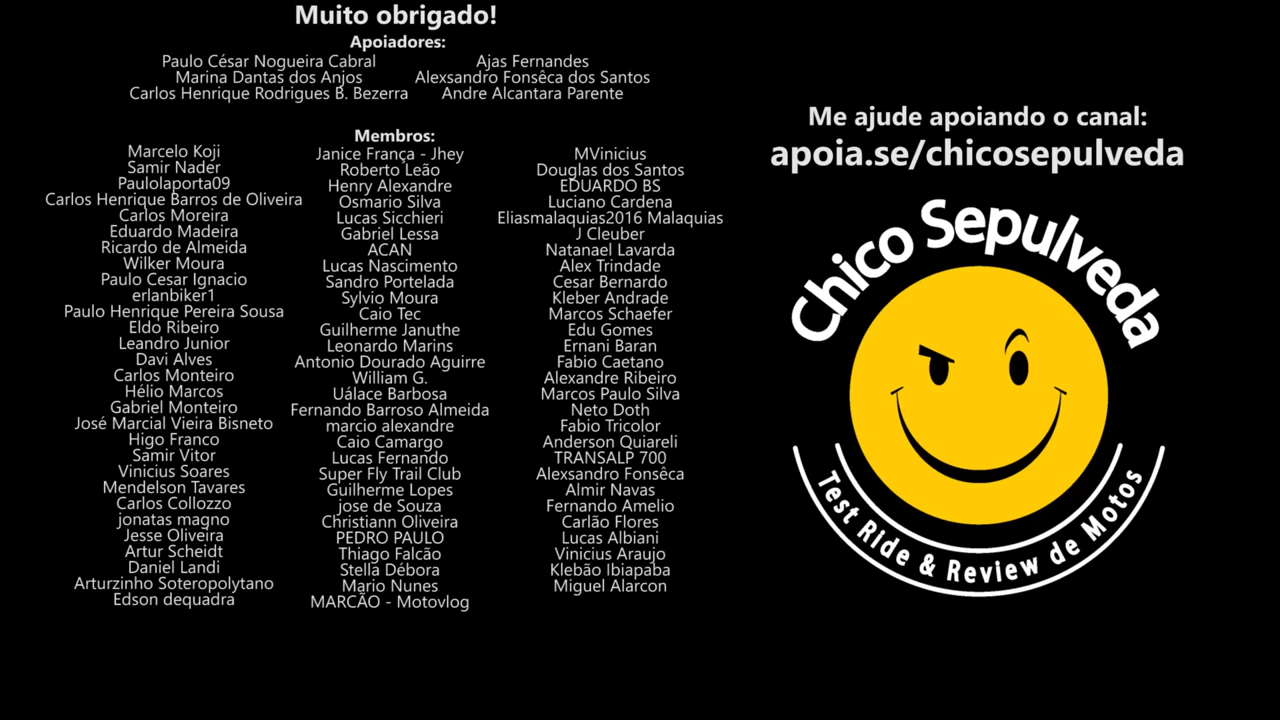 Muito obrigado!
Apoiadores:
Paulo César Nogueira Cabral
Marina Dantas dos Anjos
Carlos Henrique Rodrigues B. Bezerra
Ajas Fernandes
Alexsandro Fonsêca dos Santos
Andre Alcantara Parente
Membros:
Marcelo Koji
Samir Nader
Paulolaporta09
Carlos Henrique Barros de Oliveira
Carlos Moreira
Eduardo Madeira
Ricardo de Almeida
Wilker Moura
Paulo Cesar Ignacio
erlanbiker1
Paulo Henrique Pereira Sousa
Eldo Ribeiro
Leandro Junior
Davi Alves
Carlos Monteiro
Hélio Marcos
Gabriel Monteiro
José Marcial Vieira Bisneto
Higo Franco
Samir Vitor
Vinicius Soares
Mendelson Tavares
Carlos Collozzo
jonatas magno
Jesse Oliveira
Artur Scheidt
Daniel Landi
Arturzinho Soteropolytano
Edson dequadra
Janice França - Jhey
Roberto Leão
Henry Alexandre
Osmario Silva
Lucas Sicchieri
Gabriel Lessa
ACAN
Lucas Nascimento
Sandro Portelada
Sylvio Moura
Caio Tec
Guilherme Januthe
Leonardo Marins
Antonio Dourado Aguirre
William G.
Uálace Barbosa
Fernando Barroso Almeida
marcio alexandre
Caio Camargo
Lucas Fernando
Super Fly Trail Club
Guilherme Lopes
jose de Souza
Christiann Oliveira
PEDRO PAULO
Thiago Falcão
Stella Débora
Mario Nunes
MARCÃO - Motovlog
MVinicius
Douglas dos Santos
EDUARDO BS
Luciano Cardena
Eliasmalaquias2016 Malaquias
J Cleuber
Natanael Lavarda
Alex Trindade
Cesar Bernardo
Kleber Andrade
Marcos Schaefer
Edu Gomes
Ernani Baran
Fabio Caetano
Alexandre Ribeiro
Marcos Paulo Silva
Neto Doth
Fabio Tricolor
Anderson Quiareli
TRANSALP 700
Alexsandro Fonsêca
Almir Navas
Fernando Amelio
Carlão Flores
Lucas Albiani
Vinicius Araujo
Klebão Ibiapaba
Miguel Alarcon
Me ajude apoiando o canal:
apoia.se/chicosepulveda
Chico Sepulveda
Test Ride & Review de Motos